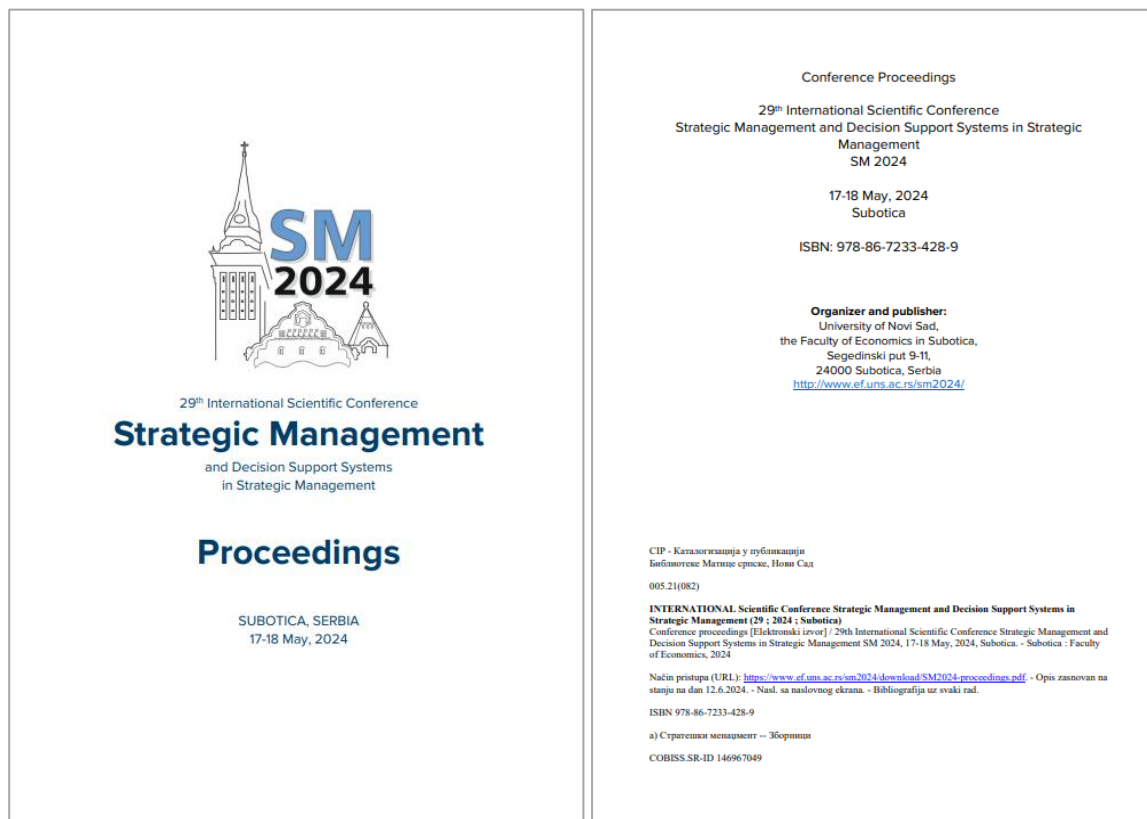 SM
2024
29th International Scientific Conference
Strategic Management
and Decision Support Systems
in Strategic Management
Proceedings
SUBOTICA, SERBIA
17-18 May, 2024
Conference Proceedings
29th International Scientific Conference
Strategic Management and Decision Support Systems in Strategic
Management
SM 2024
17-18 May, 2024
Subotica
ISBN: 978-86-7233-428-9
Organizer and publisher:
University of Novi Sad,
the Faculty of Economics in Subotica,
Segedinski put 9-11,
24000 Subotica, Serbia
http://www.ef.uns.ac.rs/sm2024/
CIP - Каталогизација у публикацији
Библиотеке Матице српске, Нови Сад
005.21(082)
INTERNATIONAL Scientific Conference Strategic Management and Decision Support Systems in
Strategic Management (29 ; 2024 ; Subotica)
Conference proceedings [Elektronski izvor] / 29th International Scientific Conference Strategic Management and
Decision Support Systems in Strategic Management SM 2024, 17-18 May, 2024, Subotica. - Subotica : Faculty
of Economics, 2024
Način pristupa (URL): https://www.ef.uns.ac.rs/sm2024/download/SM2024-proceedings.pdf. - Opis zasnovan na
stanju na dan 12.6.2024. - Nasl. sa naslovnog ekrana. - Bibliografija uz svaki rad.
ISBN 978-86-7233-428-9
а) Стратешки менаџмент -- Зборници
COBISS.SR-ID 146967049